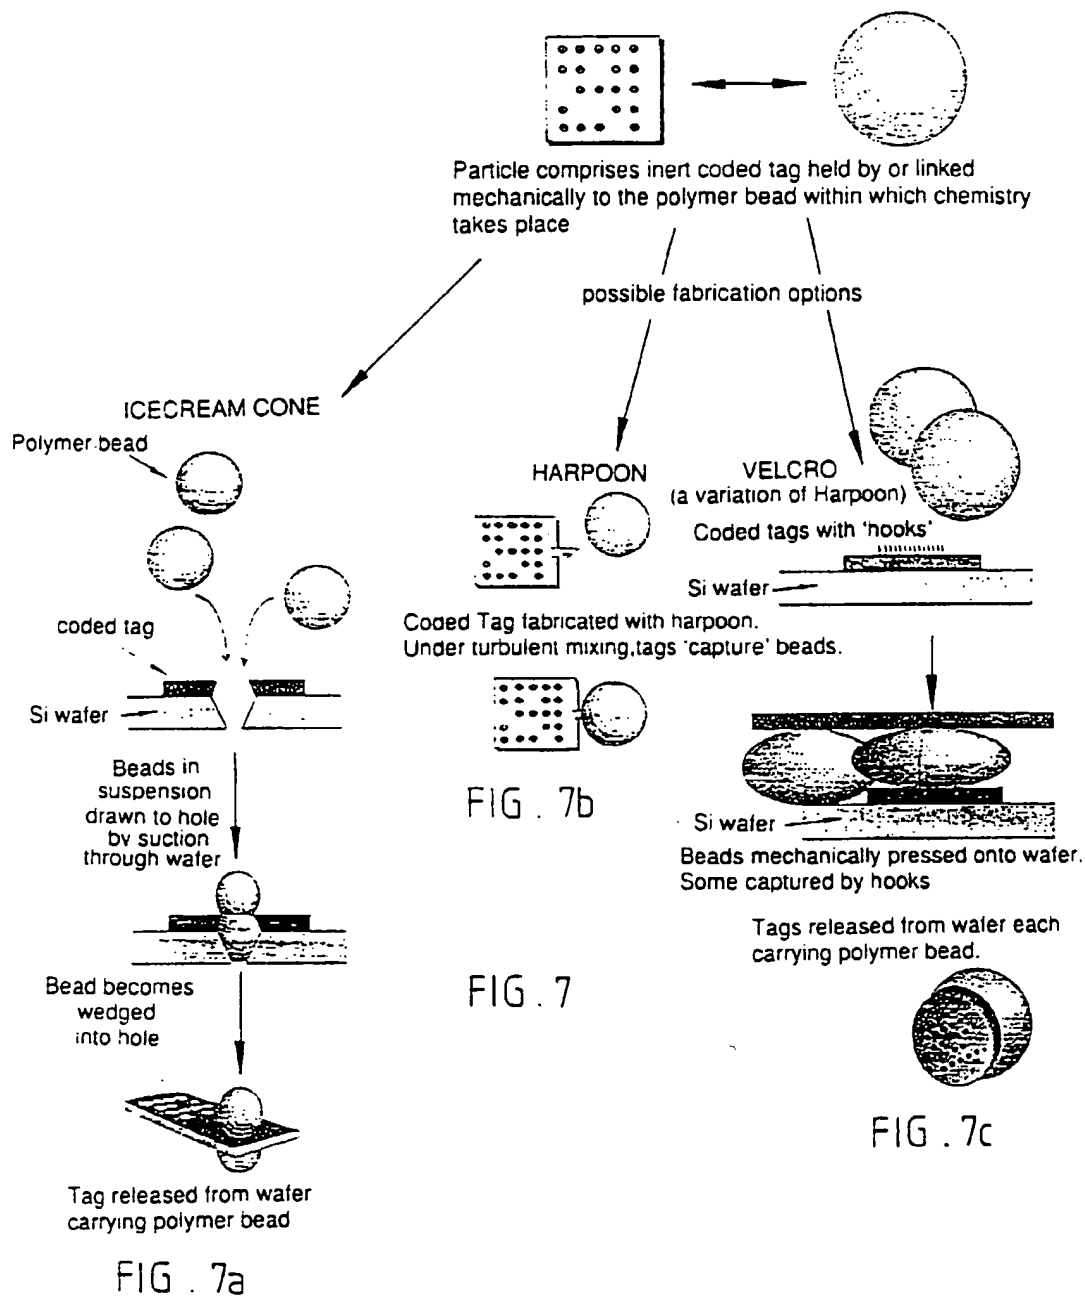 Particle comprises inert coded tag held by or linked
mechanically to the polymer bead within which chemistry
takes place
possible fabrication options
ICECREAM CONE
Polymer bead
coded tag
Si wafer
Beads in
suspension
drawn to hole
by suction
through wafer
Bead becomes
wedged
into hole
Tag released from wafer
carrying polymer bead
FIG. 7a
HARPOON
Coded Tag fabricated with harpoon.
Under turbulent mixing, tags 'capture' beads.
FIG. 7b
FIG. 7
VELCRO
(a variation of Harpoon)
Coded tags with 'hooks'
Si wafer
Si wafer
Beads mechanically pressed onto wafer.
Some captured by hooks
Tags released from wafer each
carrying polymer bead.
FIG. 7c